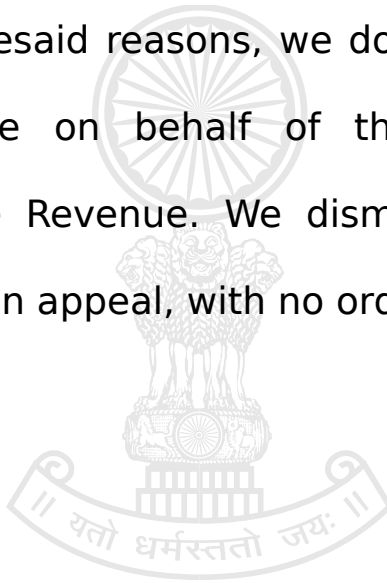 esaid reasons, we do
e on behalf of th
e Revenue. We dism
n appeal, with no ord
॥ यतो धर्मस्ततो जयः ॥